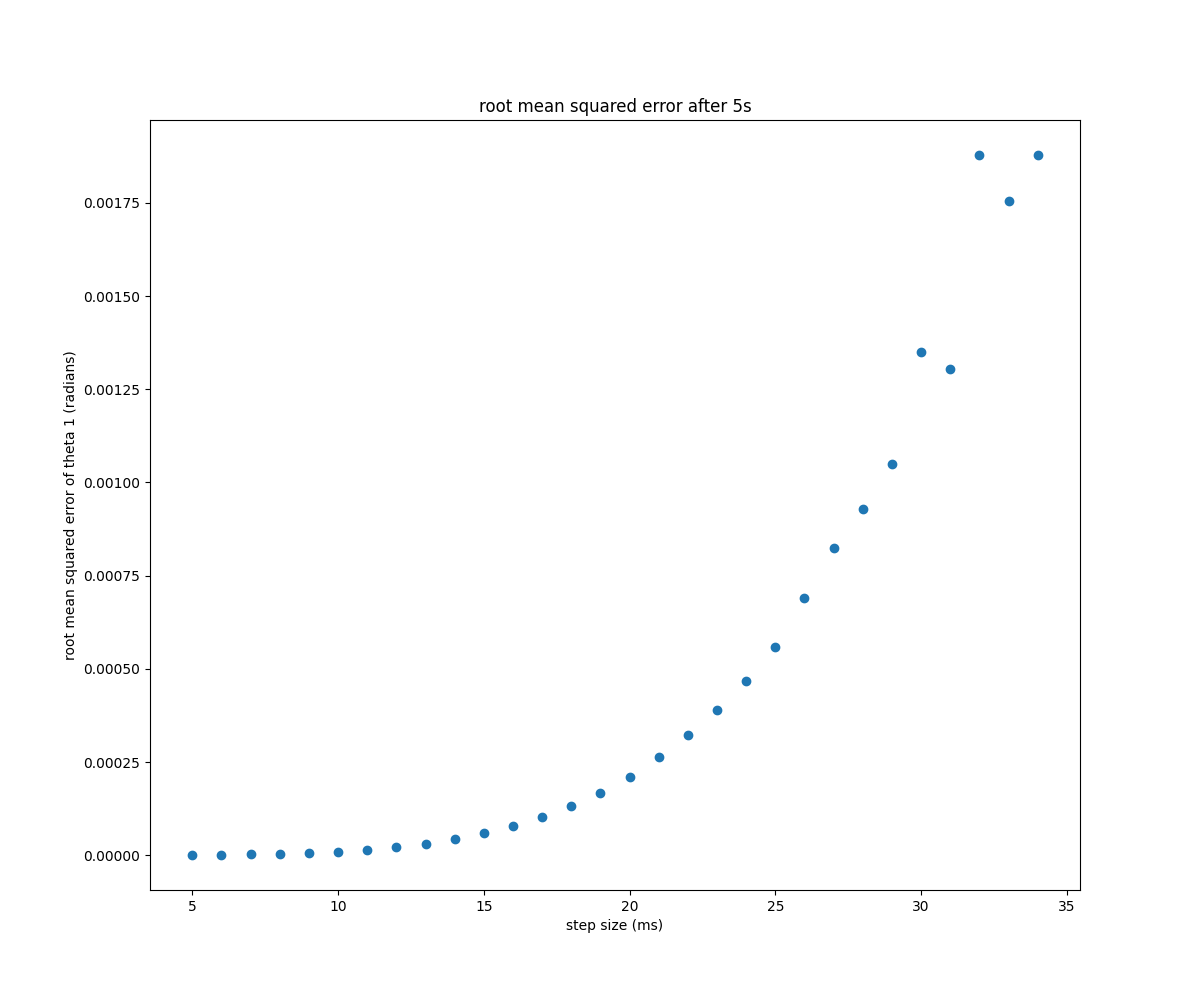 root mean squared error after 5s
root mean squared error of theta 1 (radians)
0.00175
0.00150
0.00125
0.00100
0.00075
0.00050
0.00025
0.00000
5 10 15 20 25 30 35
step size (ms)